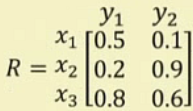 y₁ y₂
x₁ [0.5 0.1]
R = x₂ [0.2 0.9]
x₃ [0.8 0.6]